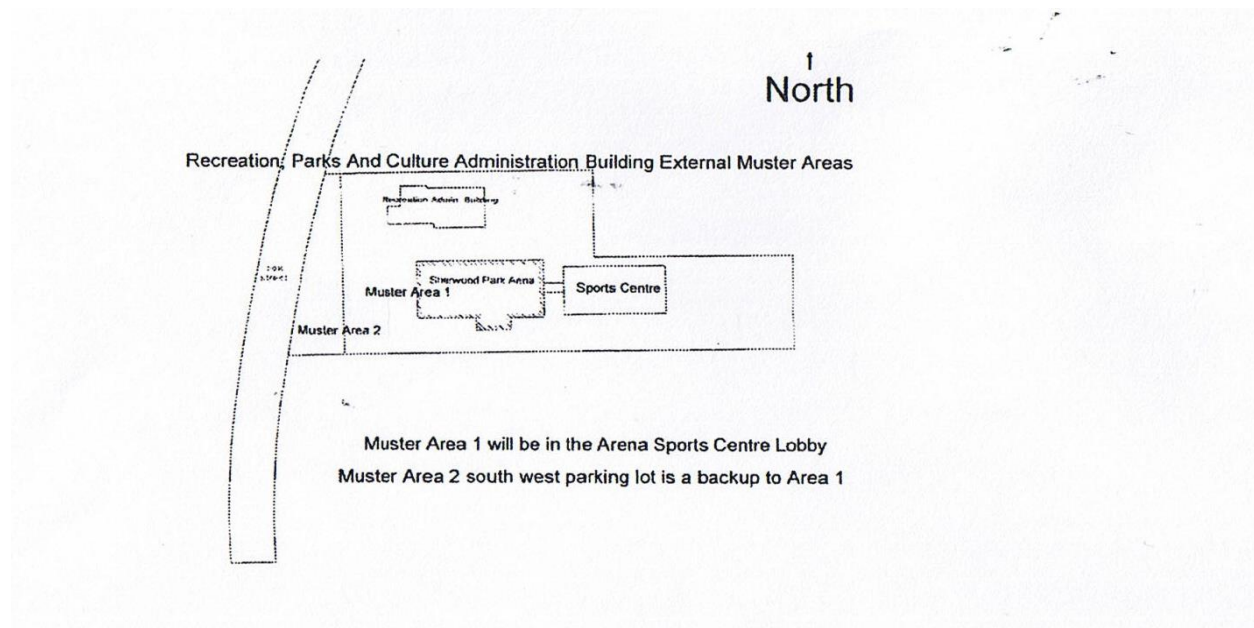 North
Recreation, Parks And Culture Administration Building External Muster Areas
Recreation Admin Building
Sherwood Park Arena
Muster Area 1
Sports Centre
Muster Area 2
Muster Area 1 will be in the Arena Sports Centre Lobby
Muster Area 2 south west parking lot is a backup to Area 1